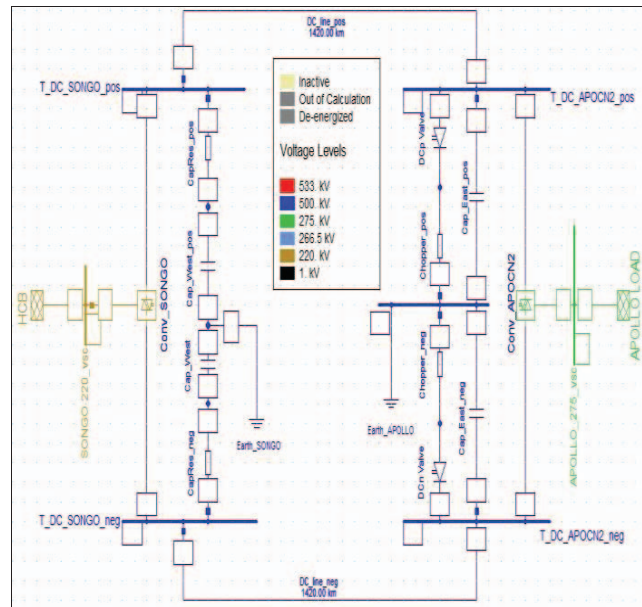 DC_line_pos
1420.00 km
T_DC_SONGO_pos
T_DC_APOCN2_pos
Inactive
Out of Calculation
De-energized
Voltage Levels
533. kV
500. kV
275. kV
266.5 kV
220. kV
1. kV
CapRes_pos
Cap_West_pos
Cap_West
CapRes_neg
DCp Valve
Chopper_pos
Cap_East_pos
Chopper_neg
Cap_East_neg
DCn Valve
HCB
SONGO 220_vsc
Conv_SONGO
Earth_SONGO
Earth_APOLLO
Conv_APOCN2
APOLLO_275_vsc
APOLLO_LOAD
T_DC_SONGO_neg
T_DC_APOCN2_neg
DC_line_neg
1420.00 km